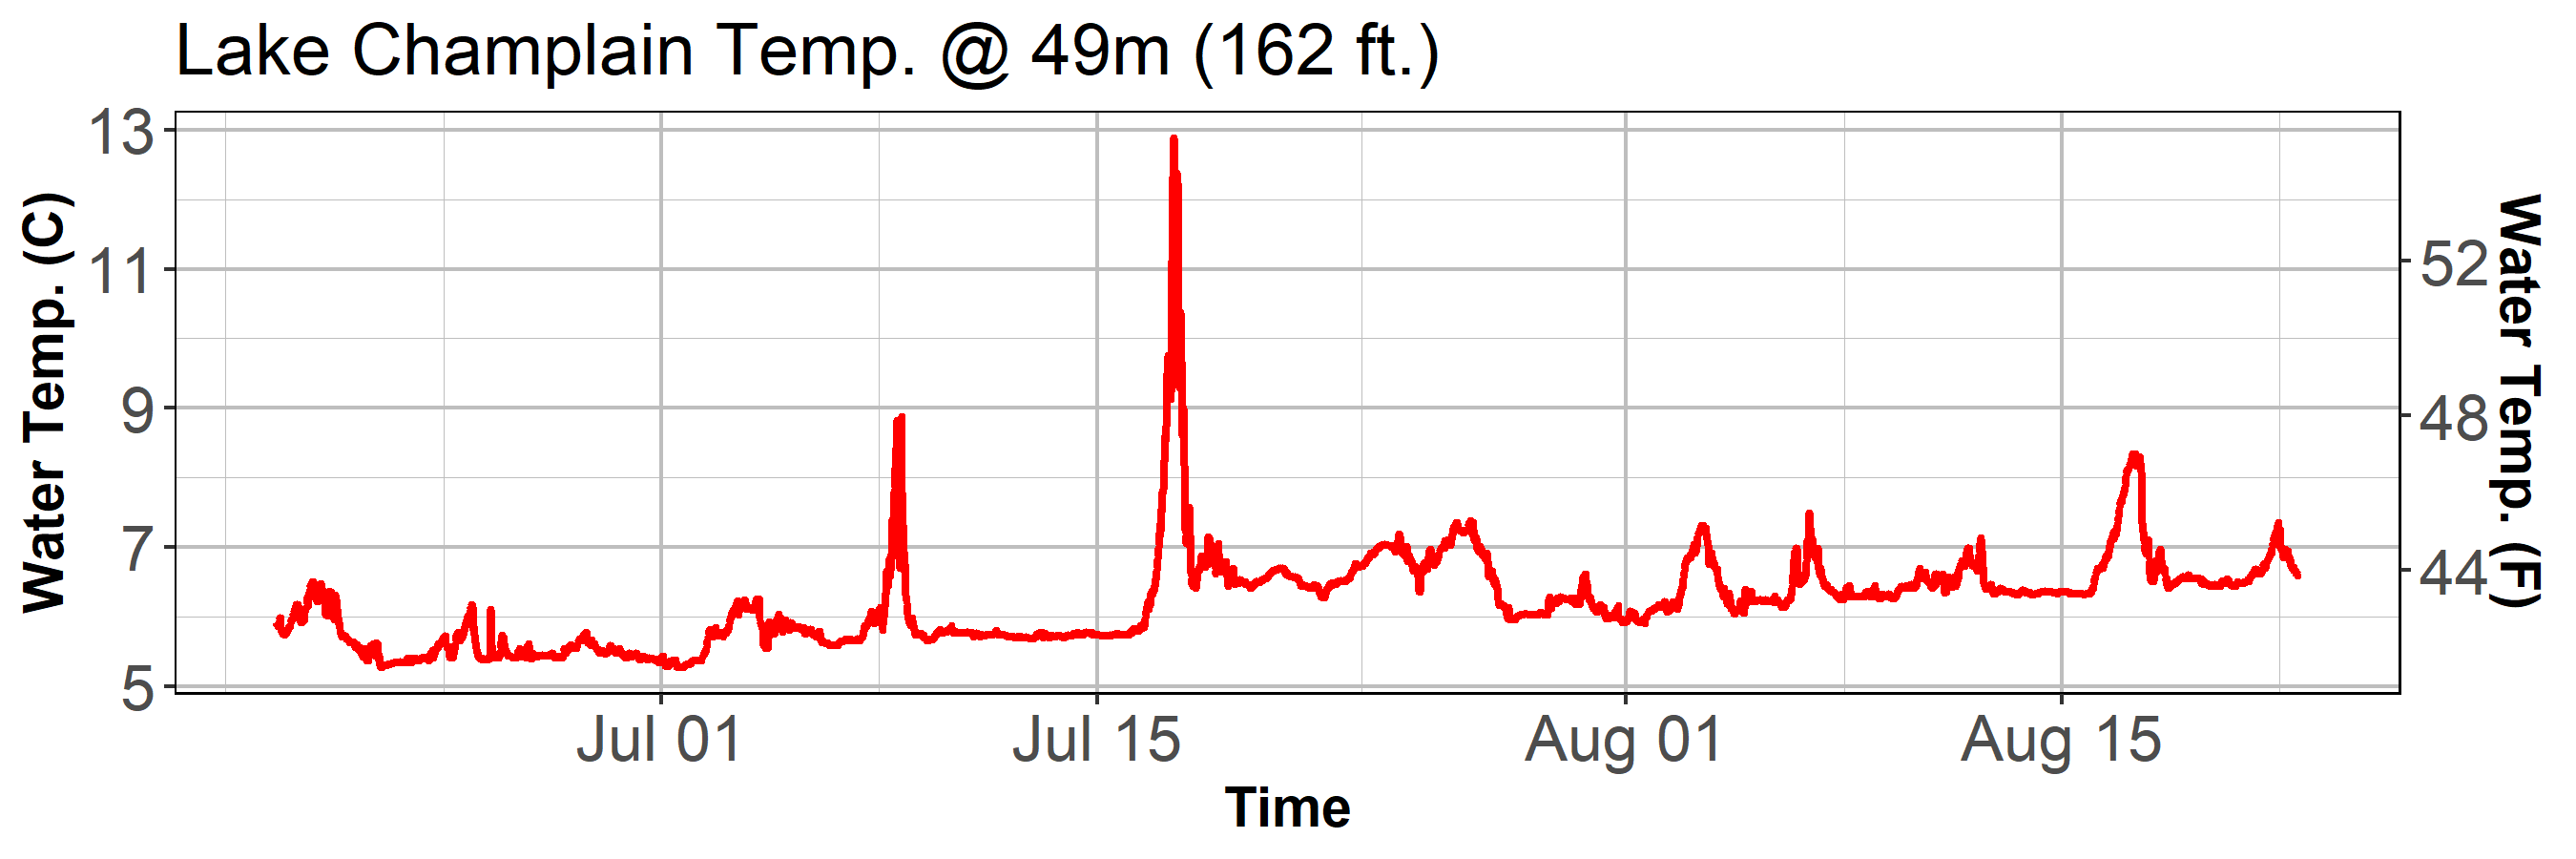 Lake Champlain Temp. @ 49m (162 ft.)
Water Temp. (C)
13
11
9
7
5
52
48
44
Water Temp. (F)
Jul 01
Jul 15
Aug 01
Aug 15
Time